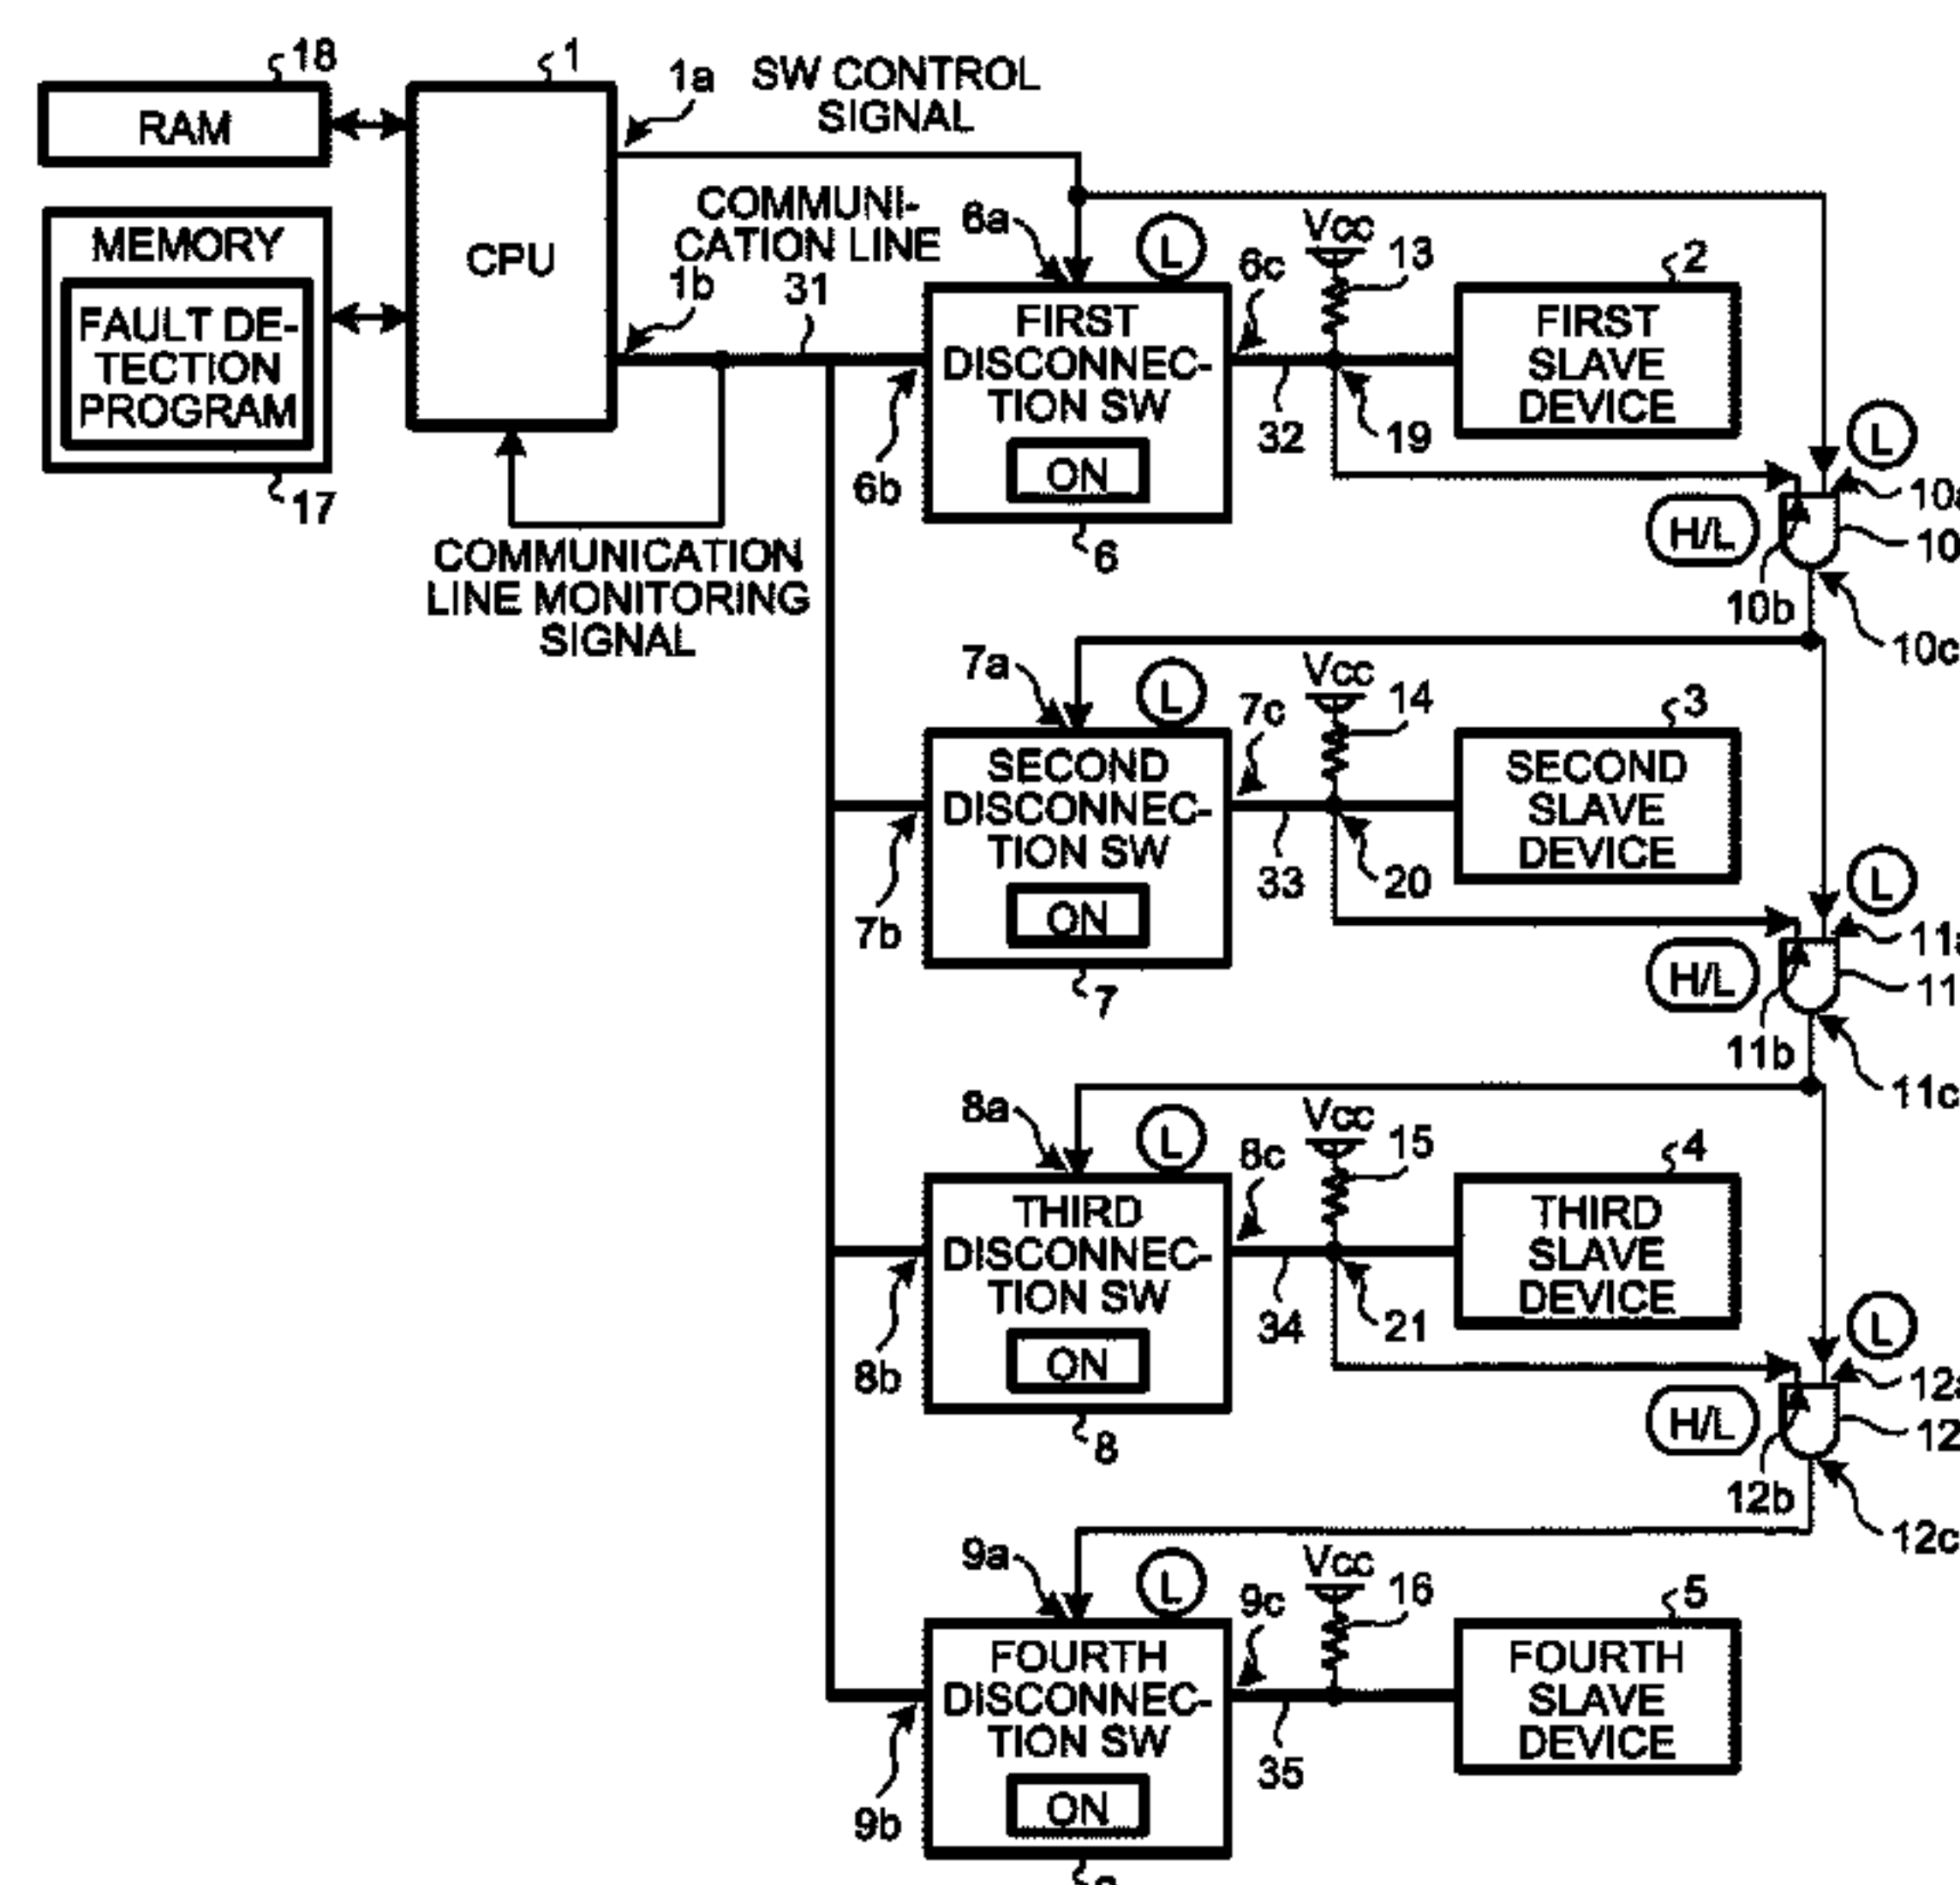 18
RAM
1
CPU
1a
SW CONTROL
SIGNAL
MEMORY
FAULT DE-
TECTION
PROGRAM
17
COMMUNI-
CATION LINE
1b
31
COMMUNICATION
LINE MONITORING
SIGNAL
6a
L
6b
FIRST
DISCONNEC-
TION SW
ON
6
6c
Vcc
13
32
19
2
FIRST
SLAVE
DEVICE
L
H/L
10
10b
10c
7a
L
7b
SECOND
DISCONNEC-
TION SW
ON
7
7c
Vcc
14
33
20
3
SECOND
SLAVE
DEVICE
L
H/L
11
11b
11c
8a
L
8b
THIRD
DISCONNEC-
TION SW
ON
8
8c
Vcc
15
34
21
4
THIRD
SLAVE
DEVICE
L
H/L
12
12b
12c
9a
L
9b
FOURTH
DISCONNEC-
TION SW
ON
9c
Vcc
16
35
5
FOURTH
SLAVE
DEVICE